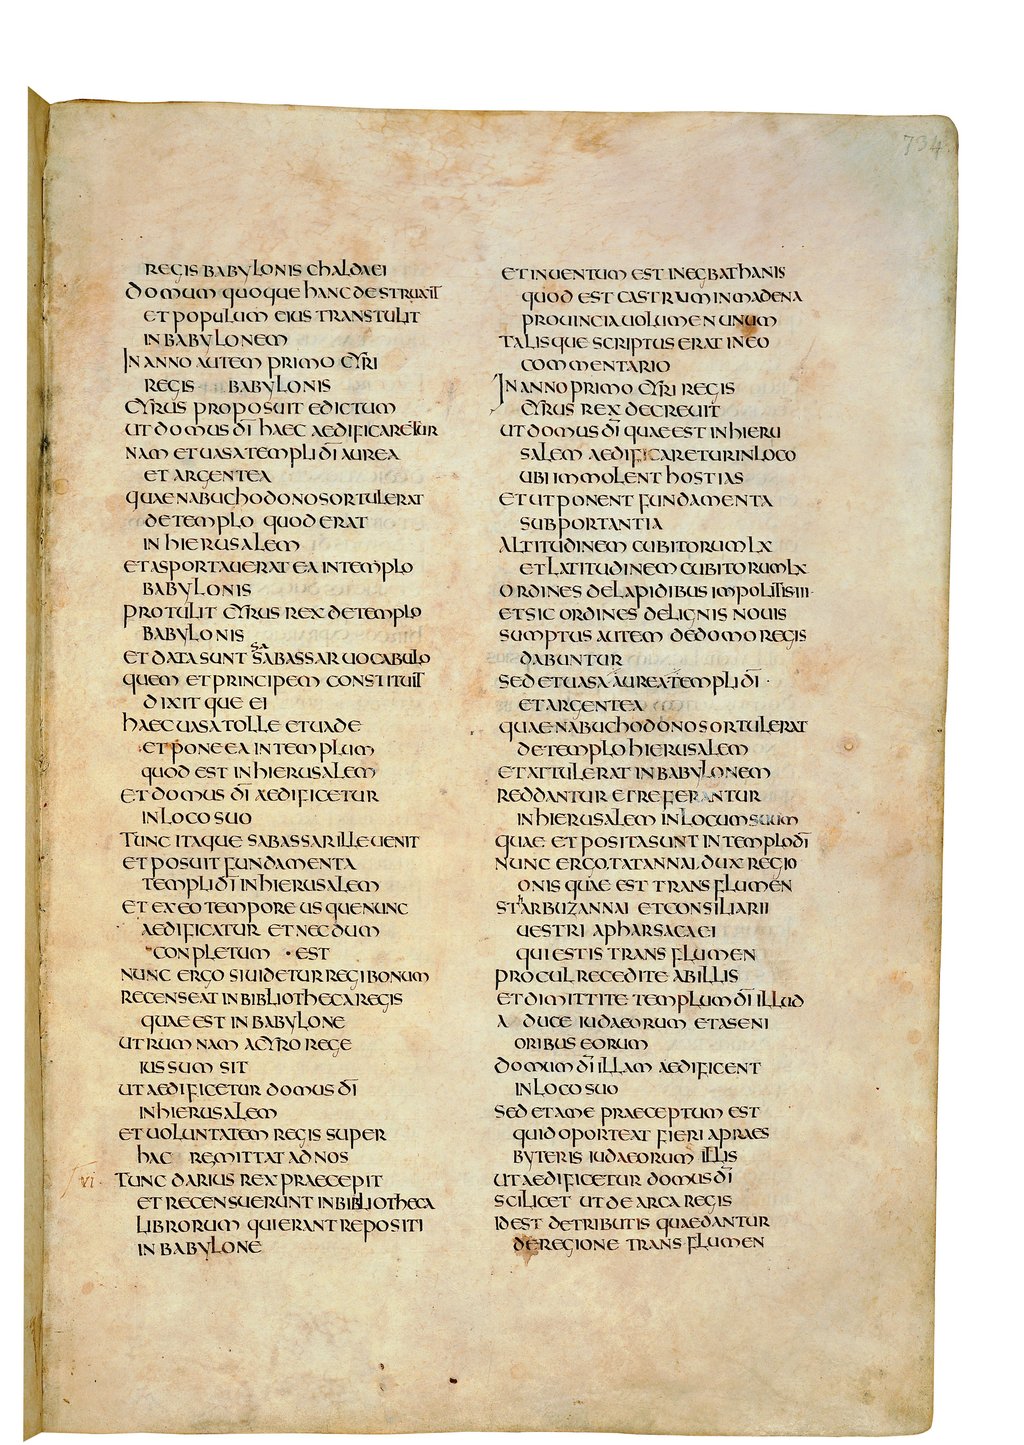 734
REGIS BABYLONIS CHALDAEI
DOMUM QUOQUE HANC DESTRUXIT
ET POPULUM EIUS TRANSTULIT
IN BABYLONEM
IN ANNO AUTEM PRIMO CYRI
REGIS BABYLONIS
CYRUS PROPOSUIT EDICTUM
UT DOMUS DI HAEC AEDIFICARETUR
NAM ET UASA TEMPLI DI AUREA
ET ARGENTEA
QUAE NABUCHODONOSOR TULERAT
DE TEMPLO QUOD ERAT
IN HIERUSALEM
ET ASPORTAUERAT EA IN TEMPLO
BABYLONIS
PROTULIT CYRUS REX DE TEMPLO
BABYLONIS
ET DATA SUNT SASABASSAR UOCABULO
QUEM ET PRINCIPEM CONSTITUIT
DIXITQUE EI
HAEC UASA TOLLE ET UADE
ET PONE EA IN TEMPLUM
QUOD EST IN HIERUSALEM
ET DOMUS DI AEDIFICETUR
IN LOCO SUO
TUNC ITAQUE SABASSAR ILLE UENIT
ET POSUIT FUNDAMENTA
TEMPLI DI IN HIERUSALEM
ET EX EO TEMPORE USQUE NUNC
AEDIFICATUR ET NECDUM
CONPLETUM EST
NUNC ERGO SI UIDETUR REGI BONUM
RECENSEAT IN BIBLIOTHECA REGIS
QUAE EST IN BABYLONE
UTRUMNAM A CYRO REGE
IUSSUM SIT
UT AEDIFICETUR DOMUS DI
IN HIERUSALEM
ET UOLUNTATEM REGIS SUPER
HAC REMITTAT AD NOS
VI TUNC DARIUS REX PRAECEPIT
ET RECENSUERUNT IN BIBLIOTHECA
LIBRORUM QUI ERANT REPOSITI
IN BABYLONE
ET INUENTUM EST IN ECBATHANIS
QUOD EST CASTRUM IN MADENA
PROUINCIA UOLUMEN UNUM
TALISQUE SCRIPTUS ERAT IN EO
COMMENTARIO
IN ANNO PRIMO CYRI REGIS
CYRUS REX DECREUIT
UT DOMUS DI QUAE EST IN HIERU
SALEM AEDIFICARETUR IN LOCO
UBI IMMOLENT HOSTIAS
ET UT PONENT FUNDAMENTA
SUBPORTANTIA
ALTITUDINEM CUBITORUM LX
ET LATITUDINEM CUBITORUM LX
ORDINES DE LAPIDIBUS IMPOLITIS III
ET SIC ORDINES DE LIGNIS NOUIS
SUMPTUS AUTEM DE DOMO REGIS
DABUNTUR
SED ET UASA AUREA TEMPLI DI
ET ARGENTEA
QUAE NABUCHODONOSOR TULERAT
DE TEMPLO HIERUSALEM
ET ATTULERAT IN BABYLONEM
REDDANTUR ET REFERANTUR
IN HIERUSALEM IN LOCUM SUUM
QUAE ET POSITA SUNT IN TEMPLO DI
NUNC ERGO TATANNAI DUX REGIO
ONIS QUAE EST TRANS FLUMEN
STHARBUZANNAI ET CONSILIARII
UESTRI APHARSACAEI
QUI ESTIS TRANS FLUMEN
PROCUL RECEDITE AB ILLIS
ET DIMITTITE TEMPLUM DI ILLUD
A DUCE IUDAEORUM ET A SENI
ORIBUS EORUM
DOMUM DI ILLAM AEDIFICENT
IN LOCO SUO
SED ET A ME PRAECEPTUM EST
QUID OPORTEAT FIERI A PRAES
BYTERIS IUDAEORUM ILLIS
UT AEDIFICETUR DOMUS DI
SCILICET UT DE ARCA REGIS
ID EST DE TRIBUTIS QUAE DANTUR
DE REGIONE TRANS FLUMEN